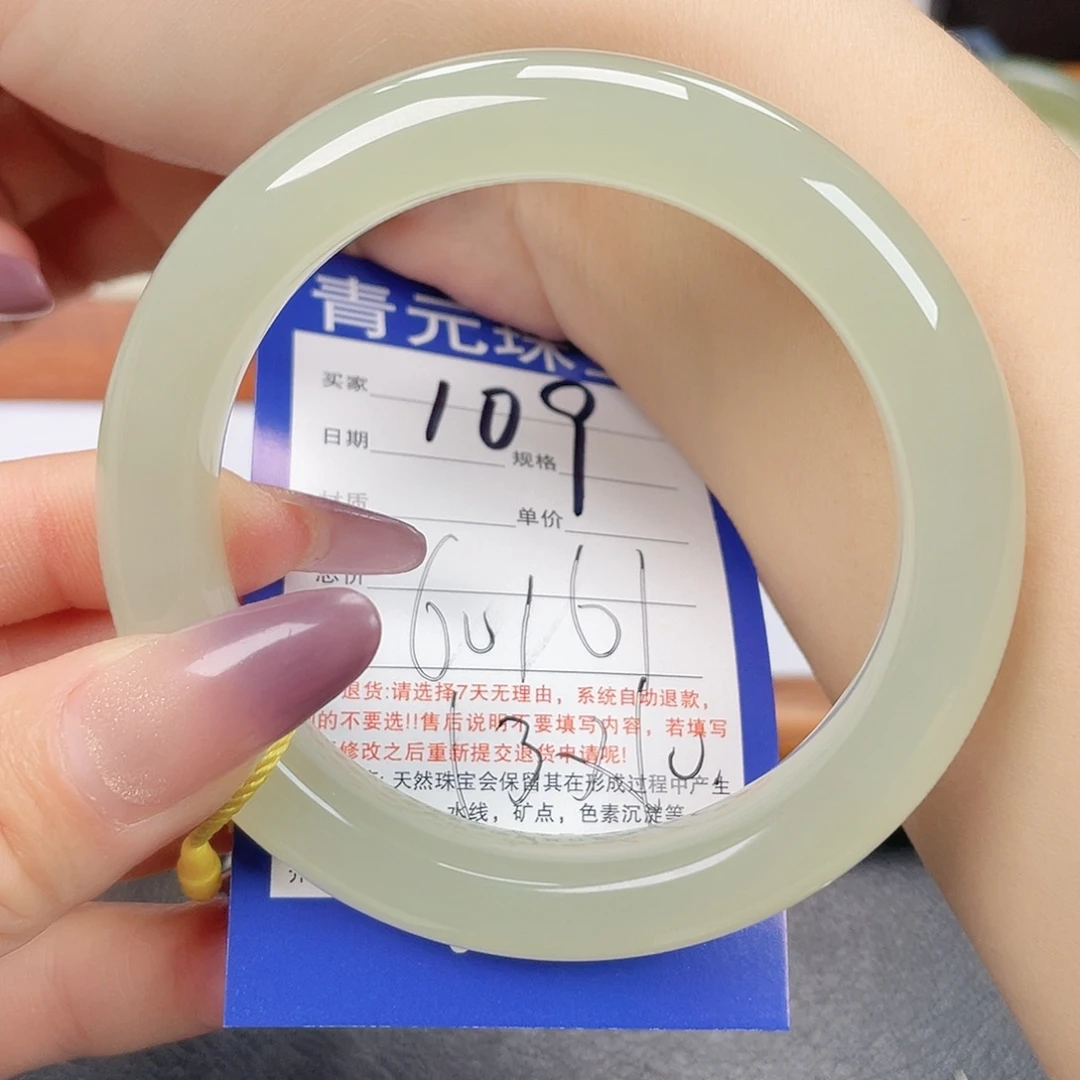 青元珠
买家
109
日期
规格
材质
单价
总价
退货:请选择7天无理由，系统自动退款，
的不要选!!售后说明不要填写内容，若填写
修改之后重新提交退货申请呢!
天然珠宝会保留其在形成过程中产生
水线，矿点，色素沉淀等